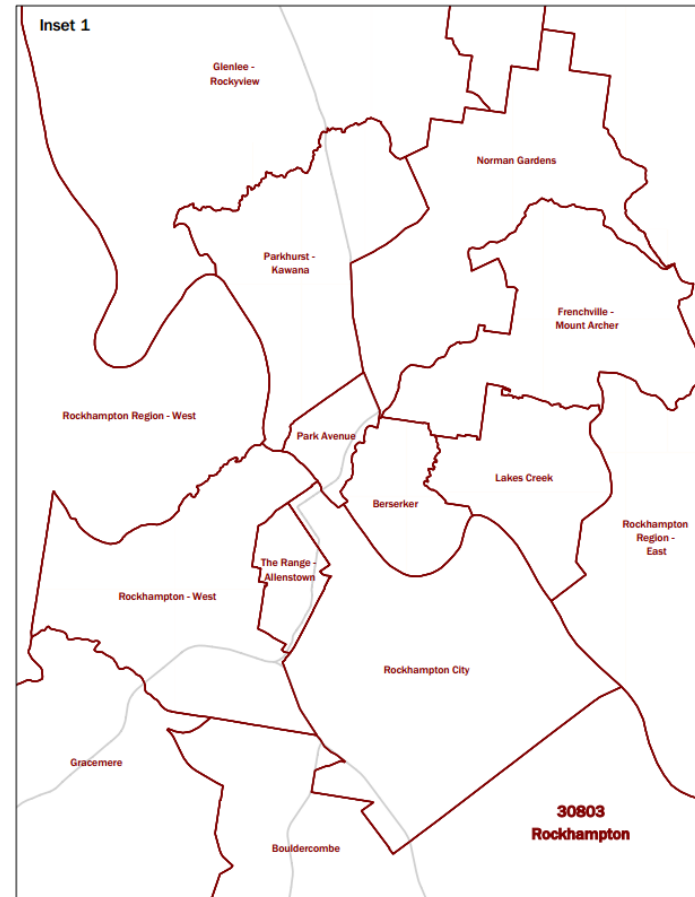 Inset 1
Glenlee -
Rockyview
Norman Gardens
Parkhurst -
Kawana
Frenchville -
Mount Archer
Rockhampton Region - West
Park Avenue
Berserker
Lakes Creek
Rockhampton
Region -
East
The Range -
Allenstown
Rockhampton - West
Rockhampton City
Gracemere
30803
Rockhampton
Bouldercombe